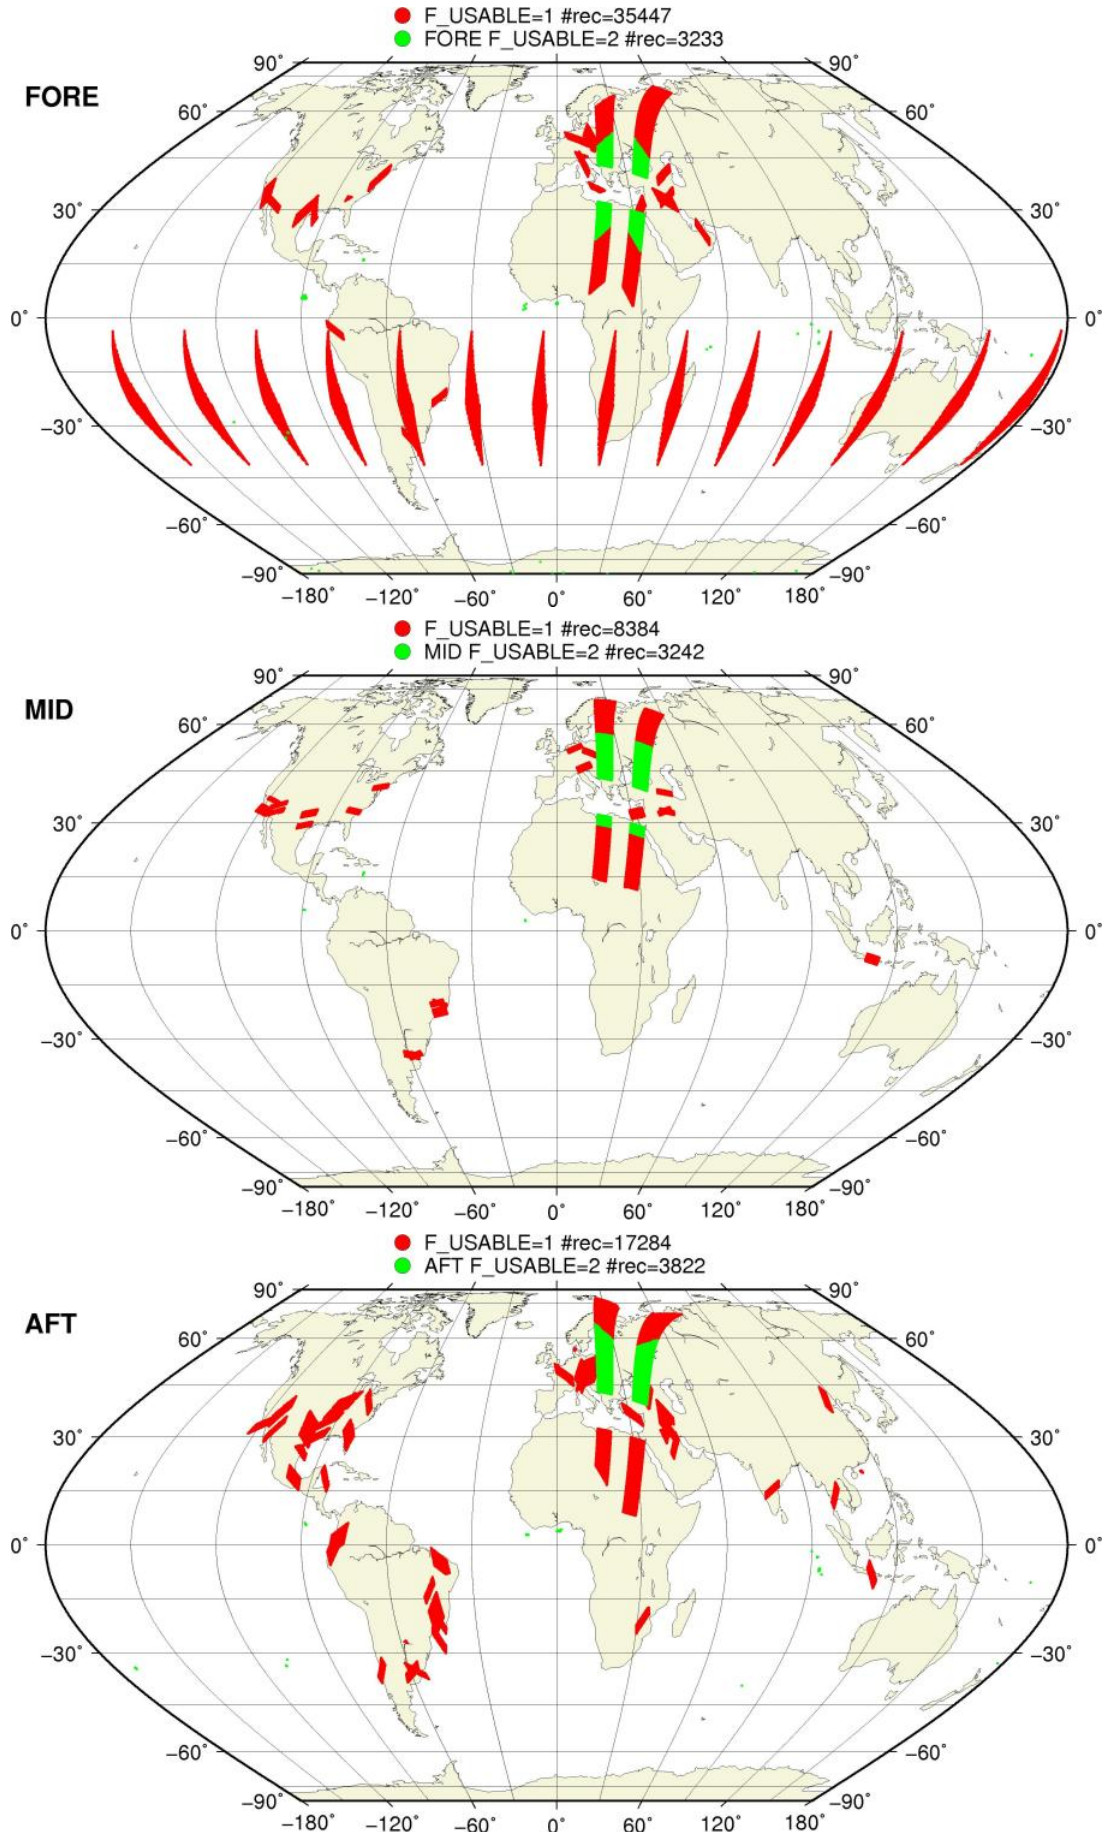 F_USABLE=1 #rec=35447
FORE F_USABLE=2 #rec=3233
FORE
90° 90°
60° 60°
30° 30°
0° 0°
−30° −30°
−60° −60°
−90° −90°
−180° −120° −60° 0° 60° 120° 180°
F_USABLE=1 #rec=8384
MID F_USABLE=2 #rec=3242
MID
90° 90°
60° 60°
30° 30°
0° 0°
−30° −30°
−60° −60°
−90° −90°
−180° −120° −60° 0° 60° 120° 180°
F_USABLE=1 #rec=17284
AFT F_USABLE=2 #rec=3822
AFT
90° 90°
60° 60°
30° 30°
0° 0°
−30° −30°
−60° −60°
−90° −90°
−180° −120° −60° 0° 60° 120° 180°